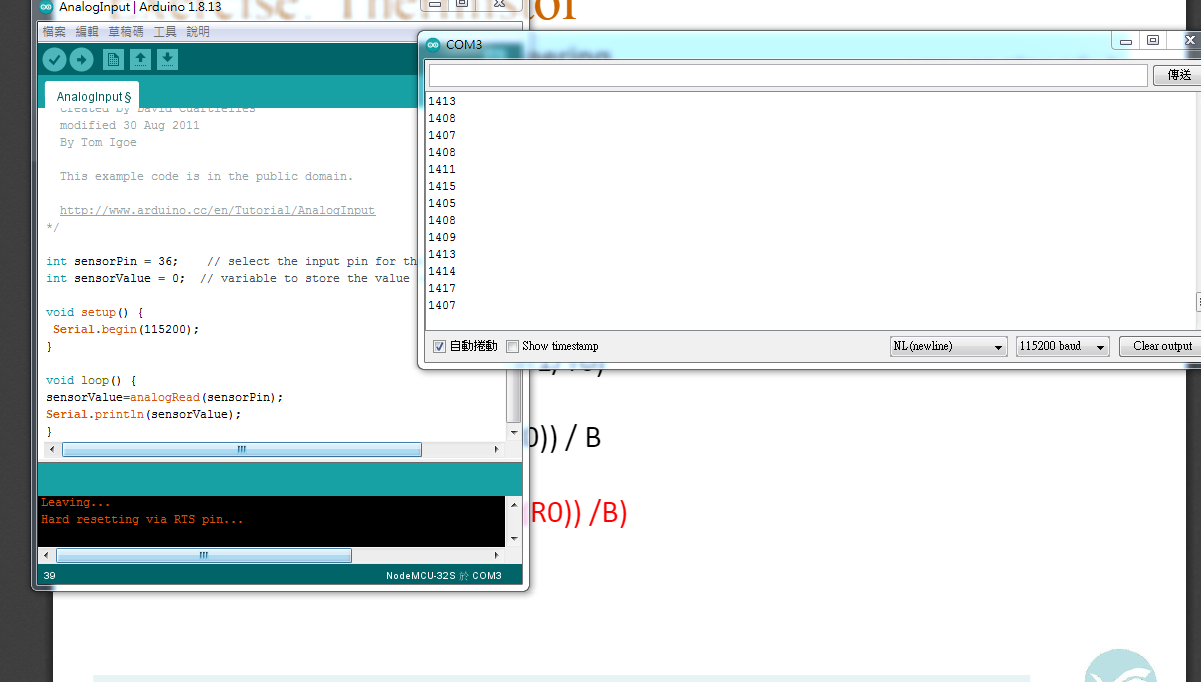 Exercise: Thermistor
AnalogInput | Arduino 1.8.13
檔案 編輯 草稿碼 工具 說明
AnalogInput §
created by David Cuartielles
modified 30 Aug 2011
By Tom Igoe
This example code is in the public domain.
http://www.arduino.cc/en/Tutorial/AnalogInput
*/
int sensorPin = 36;    // select the input pin for th
int sensorValue = 0;  // variable to store the value
void setup() {
Serial.begin(115200);
}
void loop() {
sensorValue=analogRead(sensorPin);
Serial.println(sensorValue);
}
Leaving...
Hard resetting via RTS pin...
39
NodeMCU-32S 於 COM3
COM3
傳送
1413
1408
1407
1408
1411
1415
1405
1408
1409
1413
1414
1417
1407
自動捲動 Show timestamp NL(newline) 115200 baud Clear output
0)) / B
R0)) /B)